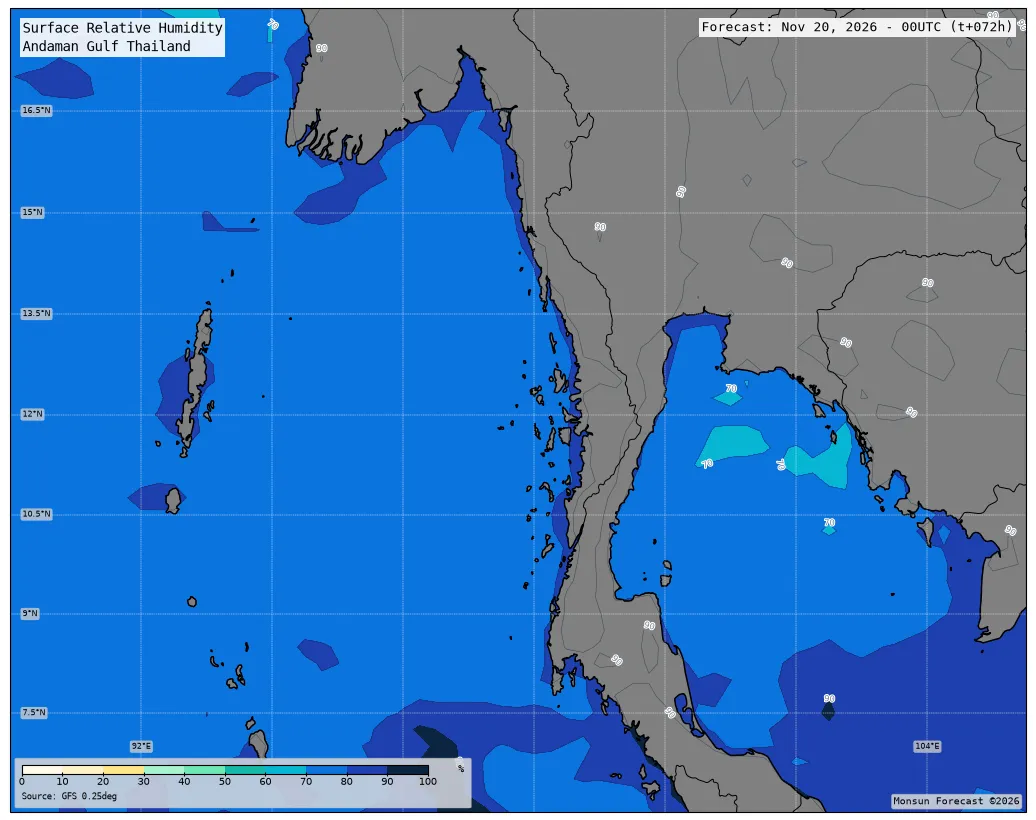 Surface Relative Humidity
Andaman Gulf Thailand
Forecast: Nov 20, 2026 - 00UTC (t+072h)
70
90
90
16.5°N
90
15°N
90
90
90
13.5°N
90
70
12°N
90
70
70
10.5°N
70
90
9°N
90
90
90
7.5°N
90
92°E
104°E
%
0 10 20 30 40 50 60 70 80 90 100
Source: GFS 0.25deg
Monsun Forecast ©2026